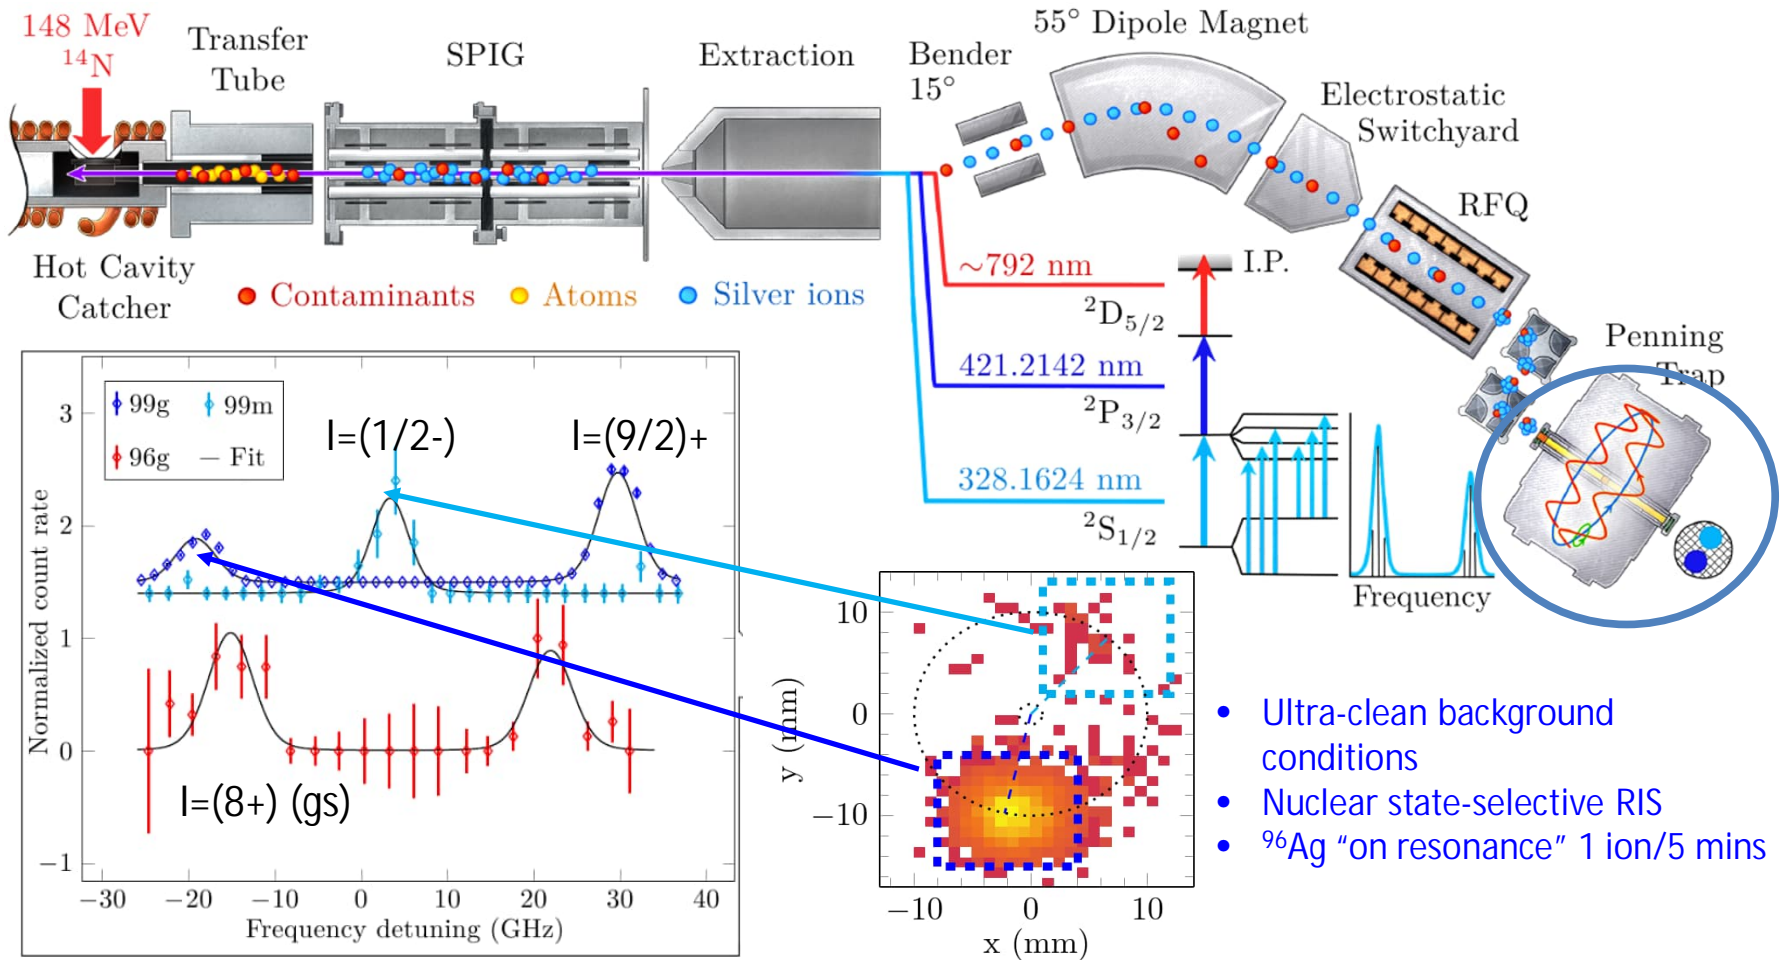 148 MeV
¹⁴N
Transfer
Tube
SPIG
Extraction
Bender
15°
55° Dipole Magnet
Electrostatic
Switchyard
RFQ
Penning
Trap
Hot Cavity
Catcher
Contaminants
Atoms
Silver ions
~792 nm
I.P.
²D₅/₂
421.2142 nm
²P₃/₂
328.1624 nm
²S₁/₂
Frequency
99g
99m
96g
— Fit
I=(1/2-)
I=(9/2)+
I=(8+) (gs)
Normalized count rate
3
2
1
0
−1
−30
−20
−10
0
10
20
30
40
Frequency detuning (GHz)
y (mm)
10
0
−10
−10
0
10
x (mm)
• Ultra-clean background
conditions
• Nuclear state-selective RIS
• ⁹⁶Ag “on resonance” 1 ion/5 mins